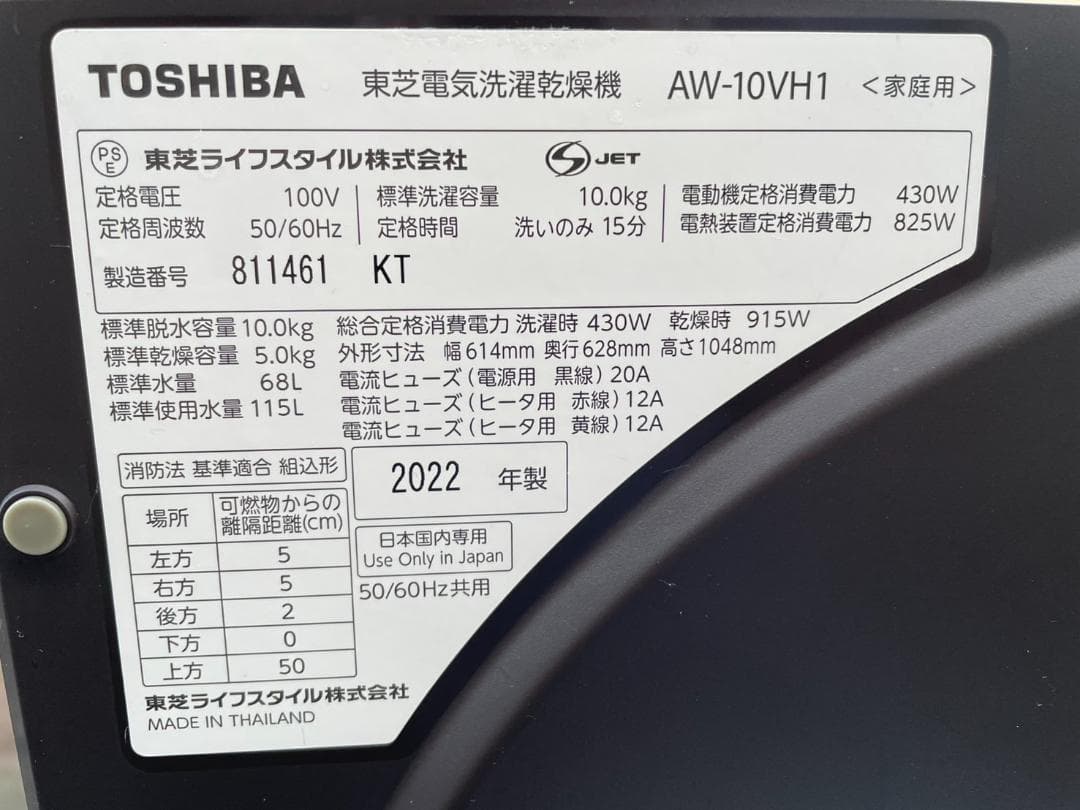 TOSHIBA 東芝電気洗濯乾燥機 AW-10VH1 <家庭用>
PSE 東芝ライフスタイル株式会社 S JET
定格電圧 100V 標準洗濯容量 10.0kg 電動機定格消費電力 430W
定格周波数 50/60Hz 定格時間 洗いのみ 15分 電熱装置定格消費電力 825W
製造番号 811461 KT
標準脱水容量 10.0kg 総合定格消費電力 洗濯時 430W 乾燥時 915W
標準乾燥容量 5.0kg 外形寸法 幅614mm 奥行628mm 高さ1048mm
標準水量 68L 電流ヒューズ(電源用 黒線) 20A
標準使用水量 115L 電流ヒューズ(ヒータ用 赤線) 12A
電流ヒューズ(ヒータ用 黄線) 12A
消防法 基準適合 組込形
2022 年製
場所 可燃物からの離隔距離(cm)
左方 5
右方 5
後方 2
下方 0
上方 50
日本国内専用
Use Only in Japan
50/60Hz共用
東芝ライフスタイル株式会社
MADE IN THAILAND